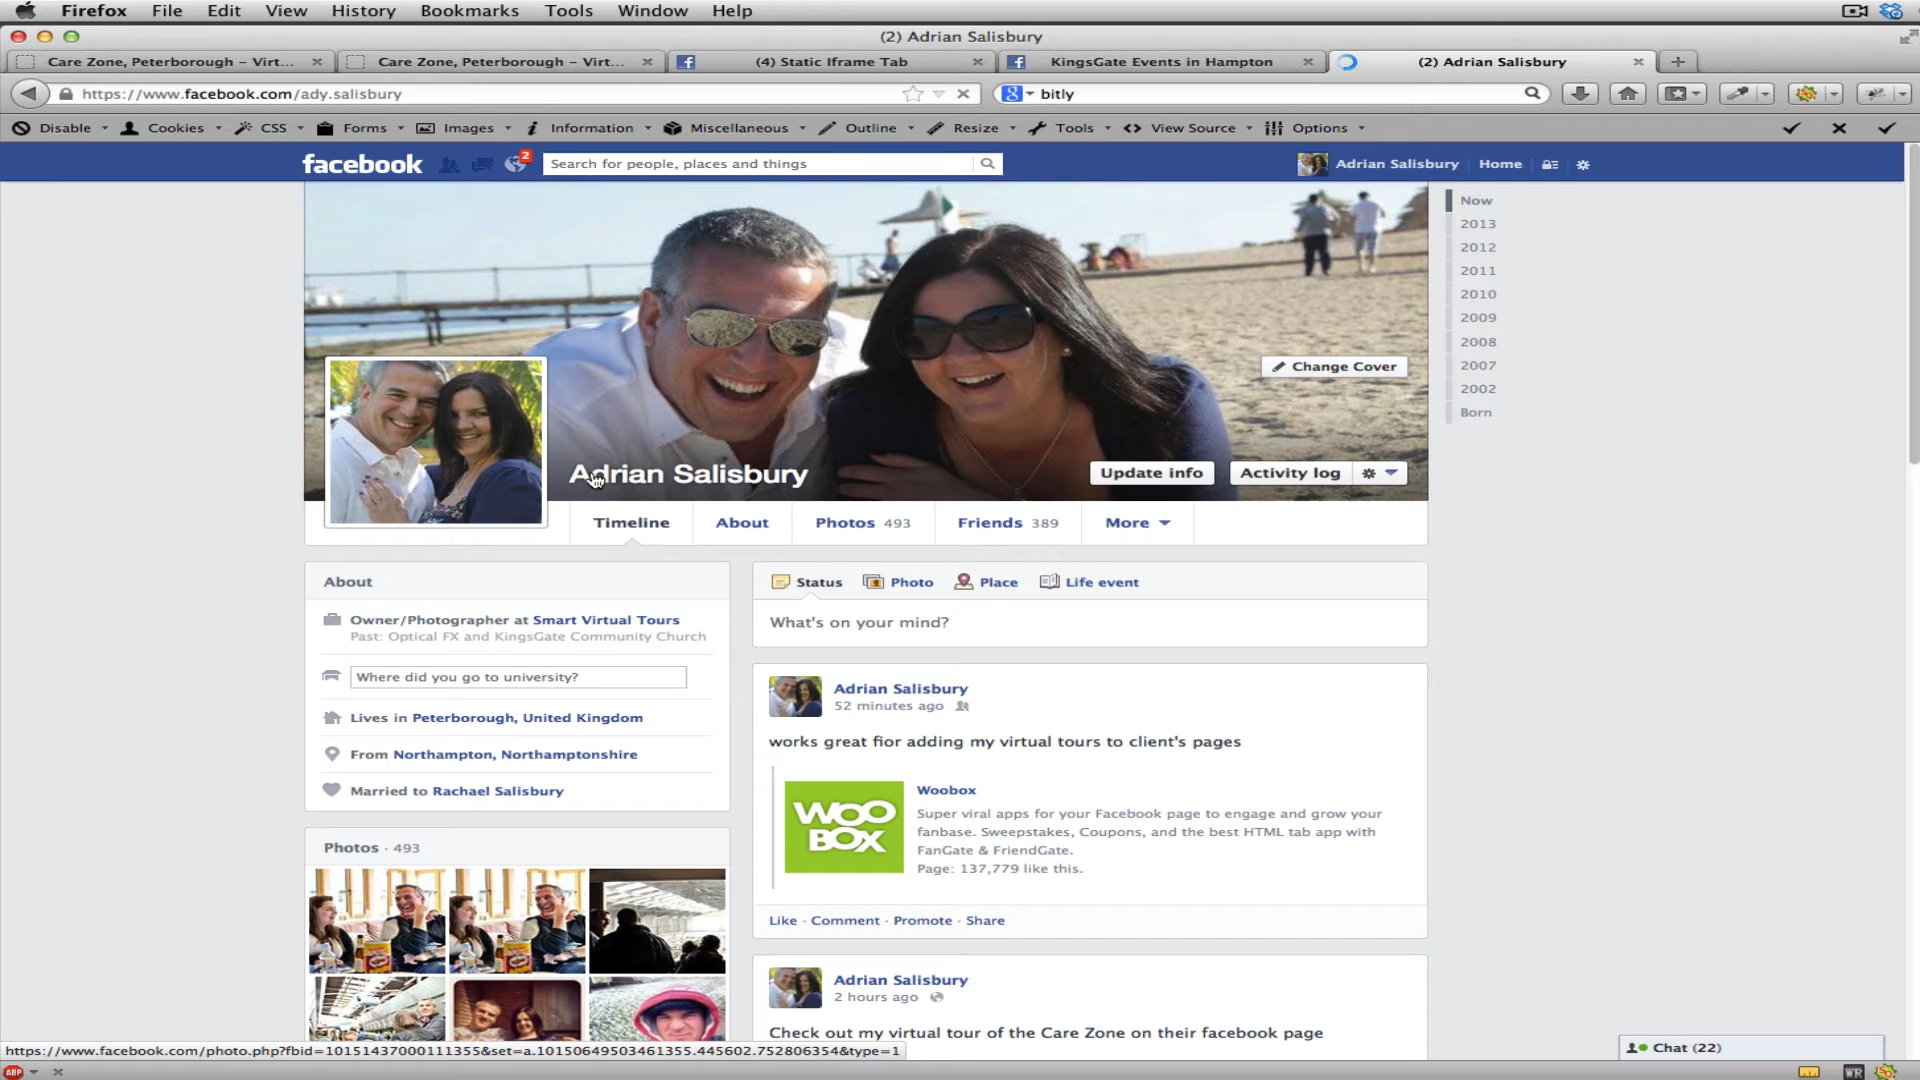 Firefox File Edit View History Bookmarks Tools Window Help
(2) Adrian Salisbury
Care Zone, Peterborough – Virt... Care Zone, Peterborough – Virt... (4) Static Iframe Tab KingsGate Events in Hampton (2) Adrian Salisbury
https://www.facebook.com/ady.salisbury bitly
Disable Cookies CSS Forms Images Information Miscellaneous Outline Resize Tools View Source Options
facebook 2 Search for people, places and things Adrian Salisbury Home
Now
2013
2012
2011
2010
2009
2008
2007
2002
Born
Change Cover
Adrian Salisbury Update info Activity log
Timeline About Photos 493 Friends 389 More
About
Owner/Photographer at Smart Virtual Tours
Past: Optical FX and KingsGate Community Church
Where did you go to university?
Lives in Peterborough, United Kingdom
From Northampton, Northamptonshire
Married to Rachael Salisbury
Photos · 493
Status Photo Place Life event
What's on your mind?
Adrian Salisbury
52 minutes ago
works great fior adding my virtual tours to client's pages
WOO
BOX
Woobox
Super viral apps for your Facebook page to engage and grow your
fanbase. Sweepstakes, Coupons, and the best HTML tab app with
FanGate & FriendGate.
Page: 137,779 like this.
Like · Comment · Promote · Share
Adrian Salisbury
2 hours ago
Check out my virtual tour of the Care Zone on their facebook page
Chat (22)
https://www.facebook.com/photo.php?fbid=10151437000111355&set=a.10150649503461355.445602.752806354&type=1
ABP WR